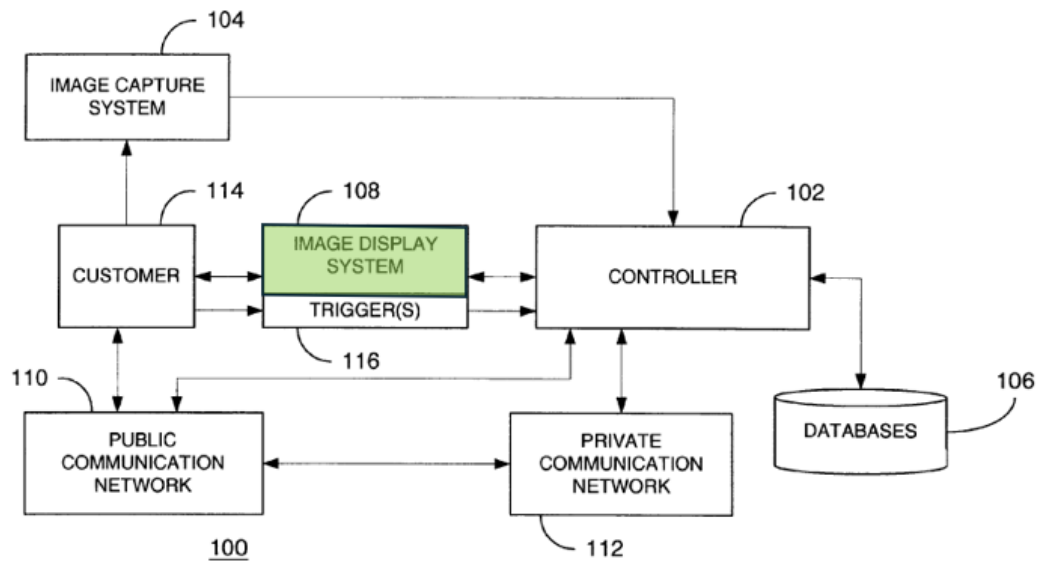 104
IMAGE CAPTURE
SYSTEM
114
108
102
CUSTOMER
IMAGE DISPLAY
SYSTEM
TRIGGER(S)
CONTROLLER
116
110
106
PUBLIC
COMMUNICATION
NETWORK
PRIVATE
COMMUNICATION
NETWORK
DATABASES
100
112